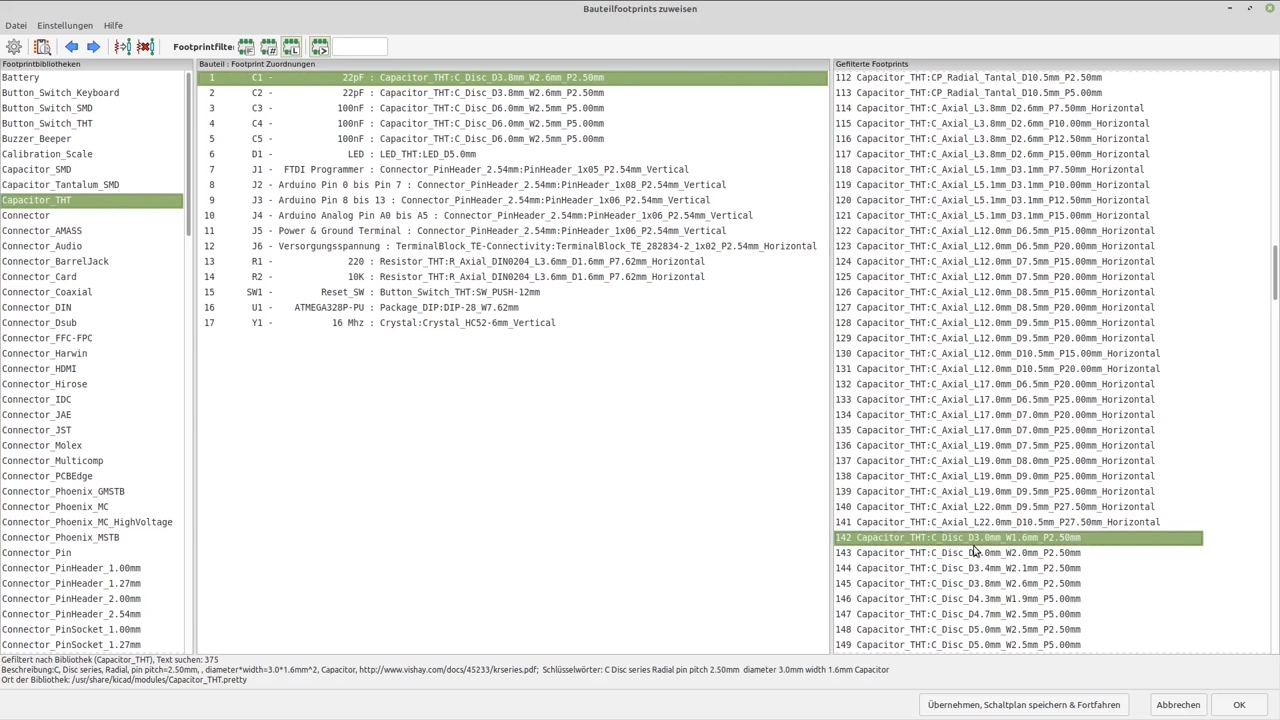 Bauteilfootprints zuweisen
Datei Einstellungen Hilfe
Footprintfilter
Footprintbibliotheken
Battery
Button_Switch_Keyboard
Button_Switch_SMD
Button_Switch_THT
Buzzer_Beeper
Calibration_Scale
Capacitor_SMD
Capacitor_Tantalum_SMD
Capacitor_THT
Connector
Connector_AMASS
Connector_Audio
Connector_BarrelJack
Connector_Card
Connector_Coaxial
Connector_DIN
Connector_Dsub
Connector_FFC-FPC
Connector_Harwin
Connector_HDMI
Connector_Hirose
Connector_IDC
Connector_JAE
Connector_JST
Connector_Molex
Connector_Multicomp
Connector_PCBEdge
Connector_Phoenix_GMSTB
Connector_Phoenix_MC
Connector_Phoenix_MC_HighVoltage
Connector_Phoenix_MSTB
Connector_Pin
Connector_PinHeader_1.00mm
Connector_PinHeader_1.27mm
Connector_PinHeader_2.00mm
Connector_PinHeader_2.54mm
Connector_PinSocket_1.00mm
Connector_PinSocket_1.27mm
Bauteil : Footprint Zuordnungen
1 C1 - 22pF : Capacitor_THT:C_Disc_D3.8mm_W2.6mm_P2.50mm
2 C2 - 22pF : Capacitor_THT:C_Disc_D3.8mm_W2.6mm_P2.50mm
3 C3 - 100nF : Capacitor_THT:C_Disc_D6.0mm_W2.5mm_P5.00mm
4 C4 - 100nF : Capacitor_THT:C_Disc_D6.0mm_W2.5mm_P5.00mm
5 C5 - 100nF : Capacitor_THT:C_Disc_D6.0mm_W2.5mm_P5.00mm
6 D1 - LED : LED_THT:LED_D5.0mm
7 J1 - FTDI Programmer : Connector_PinHeader_2.54mm:PinHeader_1x05_P2.54mm_Vertical
8 J2 - Arduino Pin 0 bis Pin 7 : Connector_PinHeader_2.54mm:PinHeader_1x08_P2.54mm_Vertical
9 J3 - Arduino Pin 8 bis 13 : Connector_PinHeader_2.54mm:PinHeader_1x06_P2.54mm_Vertical
10 J4 - Arduino Analog Pin A0 bis A5 : Connector_PinHeader_2.54mm:PinHeader_1x06_P2.54mm_Vertical
11 J5 - Power & Ground Terminal : Connector_PinHeader_2.54mm:PinHeader_1x06_P2.54mm_Vertical
12 J6 - Versorgungsspannung : TerminalBlock_TE-Connectivity:TerminalBlock_TE_282834-2_1x02_P2.54mm_Horizontal
13 R1 - 220 : Resistor_THT:R_Axial_DIN0204_L3.6mm_D1.6mm_P7.62mm_Horizontal
14 R2 - 10K : Resistor_THT:R_Axial_DIN0204_L3.6mm_D1.6mm_P7.62mm_Horizontal
15 SW1 - Reset_SW : Button_Switch_THT:SW_PUSH-12mm
16 U1 - ATMEGA328P-PU : Package_DIP:DIP-28_W7.62mm
17 Y1 - 16 Mhz : Crystal:Crystal_HC52-6mm_Vertical
Gefilterte Footprints
112 Capacitor_THT:CP_Radial_Tantal_D10.5mm_P2.50mm
113 Capacitor_THT:CP_Radial_Tantal_D10.5mm_P5.00mm
114 Capacitor_THT:C_Axial_L3.8mm_D2.6mm_P7.50mm_Horizontal
115 Capacitor_THT:C_Axial_L3.8mm_D2.6mm_P10.00mm_Horizontal
116 Capacitor_THT:C_Axial_L3.8mm_D2.6mm_P12.50mm_Horizontal
117 Capacitor_THT:C_Axial_L3.8mm_D2.6mm_P15.00mm_Horizontal
118 Capacitor_THT:C_Axial_L5.1mm_D3.1mm_P7.50mm_Horizontal
119 Capacitor_THT:C_Axial_L5.1mm_D3.1mm_P10.00mm_Horizontal
120 Capacitor_THT:C_Axial_L5.1mm_D3.1mm_P12.50mm_Horizontal
121 Capacitor_THT:C_Axial_L5.1mm_D3.1mm_P15.00mm_Horizontal
122 Capacitor_THT:C_Axial_L12.0mm_D6.5mm_P15.00mm_Horizontal
123 Capacitor_THT:C_Axial_L12.0mm_D6.5mm_P20.00mm_Horizontal
124 Capacitor_THT:C_Axial_L12.0mm_D7.5mm_P15.00mm_Horizontal
125 Capacitor_THT:C_Axial_L12.0mm_D7.5mm_P20.00mm_Horizontal
126 Capacitor_THT:C_Axial_L12.0mm_D8.5mm_P15.00mm_Horizontal
127 Capacitor_THT:C_Axial_L12.0mm_D8.5mm_P20.00mm_Horizontal
128 Capacitor_THT:C_Axial_L12.0mm_D9.5mm_P15.00mm_Horizontal
129 Capacitor_THT:C_Axial_L12.0mm_D9.5mm_P20.00mm_Horizontal
130 Capacitor_THT:C_Axial_L12.0mm_D10.5mm_P15.00mm_Horizontal
131 Capacitor_THT:C_Axial_L12.0mm_D10.5mm_P20.00mm_Horizontal
132 Capacitor_THT:C_Axial_L17.0mm_D6.5mm_P20.00mm_Horizontal
133 Capacitor_THT:C_Axial_L17.0mm_D6.5mm_P25.00mm_Horizontal
134 Capacitor_THT:C_Axial_L17.0mm_D7.0mm_P20.00mm_Horizontal
135 Capacitor_THT:C_Axial_L17.0mm_D7.0mm_P25.00mm_Horizontal
136 Capacitor_THT:C_Axial_L19.0mm_D7.5mm_P25.00mm_Horizontal
137 Capacitor_THT:C_Axial_L19.0mm_D8.0mm_P25.00mm_Horizontal
138 Capacitor_THT:C_Axial_L19.0mm_D9.0mm_P25.00mm_Horizontal
139 Capacitor_THT:C_Axial_L19.0mm_D9.5mm_P25.00mm_Horizontal
140 Capacitor_THT:C_Axial_L22.0mm_D9.5mm_P27.50mm_Horizontal
141 Capacitor_THT:C_Axial_L22.0mm_D10.5mm_P27.50mm_Horizontal
142 Capacitor_THT:C_Disc_D3.0mm_W1.6mm_P2.50mm
143 Capacitor_THT:C_Disc_D3.0mm_W2.0mm_P2.50mm
144 Capacitor_THT:C_Disc_D3.4mm_W2.1mm_P2.50mm
145 Capacitor_THT:C_Disc_D3.8mm_W2.6mm_P2.50mm
146 Capacitor_THT:C_Disc_D4.3mm_W1.9mm_P5.00mm
147 Capacitor_THT:C_Disc_D4.7mm_W2.5mm_P5.00mm
148 Capacitor_THT:C_Disc_D5.0mm_W2.5mm_P2.50mm
149 Capacitor_THT:C_Disc_D5.0mm_W2.5mm_P5.00mm
Gefiltert nach Bibliothek (Capacitor_THT), Text suchen: 375
Beschreibung:C, Disc series, Radial, pin pitch=2.50mm, , diameter*width=3.0*1.6mm^2, Capacitor, http://www.vishay.com/docs/45233/krseries.pdf; Schlüsselwörter: C Disc series Radial pin pitch 2.50mm diameter 3.0mm width 1.6mm Capacitor
Ort der Bibliothek: /usr/share/kicad/modules/Capacitor_THT.pretty
Übernehmen, Schaltplan speichern & Fortfahren Abbrechen OK